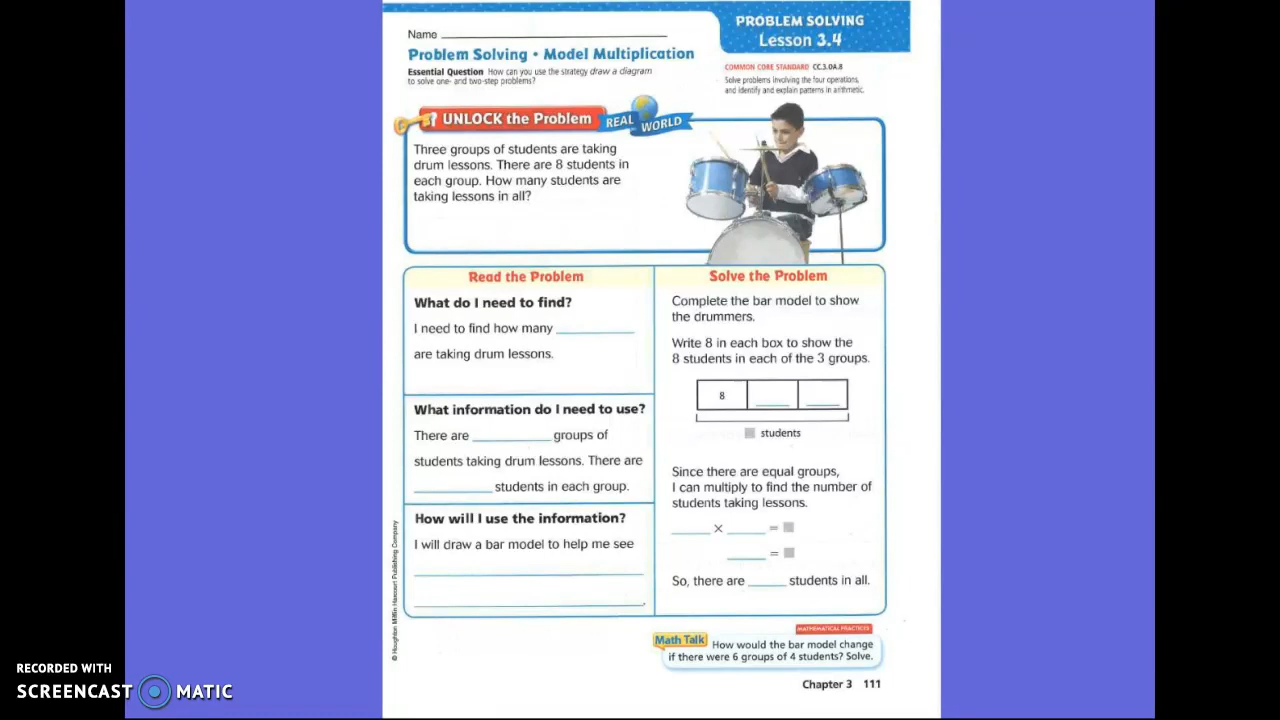 PROBLEM SOLVING
Lesson 3.4
Name
Problem Solving • Model Multiplication
Essential Question How can you use the strategy draw a diagram
to solve one- and two-step problems?
COMMON CORE STANDARD CC.3.OA.8
Solve problems involving the four operations,
and identify and explain patterns in arithmetic.
UNLOCK the Problem
REAL WORLD
Three groups of students are taking
drum lessons. There are 8 students in
each group. How many students are
taking lessons in all?
Read the Problem
What do I need to find?
I need to find how many
are taking drum lessons.
What information do I need to use?
There are groups of
students taking drum lessons. There are
students in each group.
How will I use the information?
I will draw a bar model to help me see
.
Solve the Problem
Complete the bar model to show
the drummers.
Write 8 in each box to show the
8 students in each of the 3 groups.
8
students
Since there are equal groups,
I can multiply to find the number of
students taking lessons.
× =
=
So, there are students in all.
MATHEMATICAL PRACTICES
Math Talk
How would the bar model change
if there were 6 groups of 4 students? Solve.
Chapter 3 111
© Houghton Mifflin Harcourt Publishing Company
RECORDED WITH
SCREENCAST MATIC